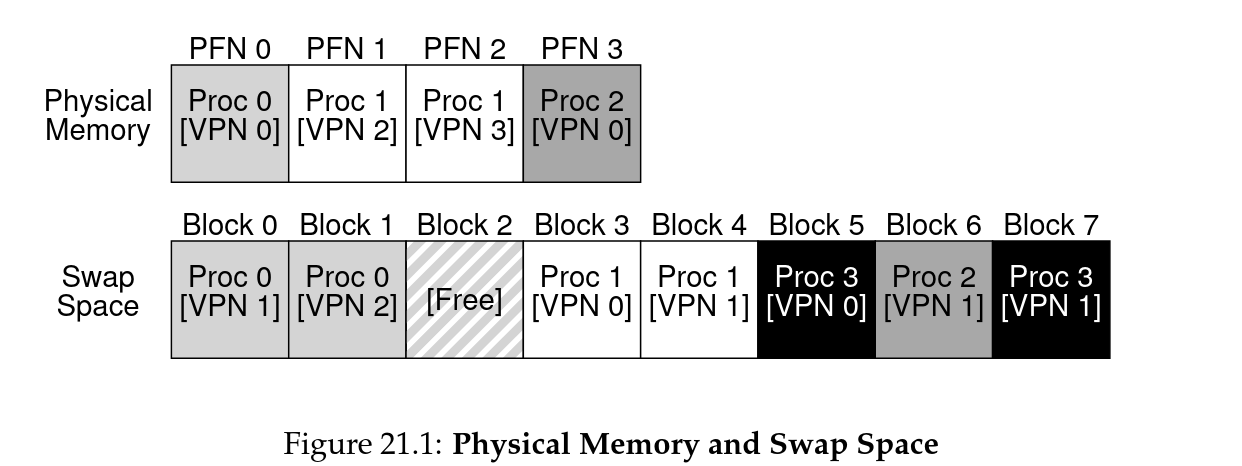 PFN 0 PFN 1 PFN 2 PFN 3
Physical Proc 0 Proc 1 Proc 1 Proc 2
Memory [VPN 0] [VPN 2] [VPN 3] [VPN 0]
Block 0 Block 1 Block 2 Block 3 Block 4 Block 5 Block 6 Block 7
Swap Proc 0 Proc 0 [Free] Proc 1 Proc 1 Proc 3 Proc 2 Proc 3
Space [VPN 1] [VPN 2] [VPN 0] [VPN 1] [VPN 0] [VPN 1] [VPN 1]
Figure 21.1: Physical Memory and Swap Space